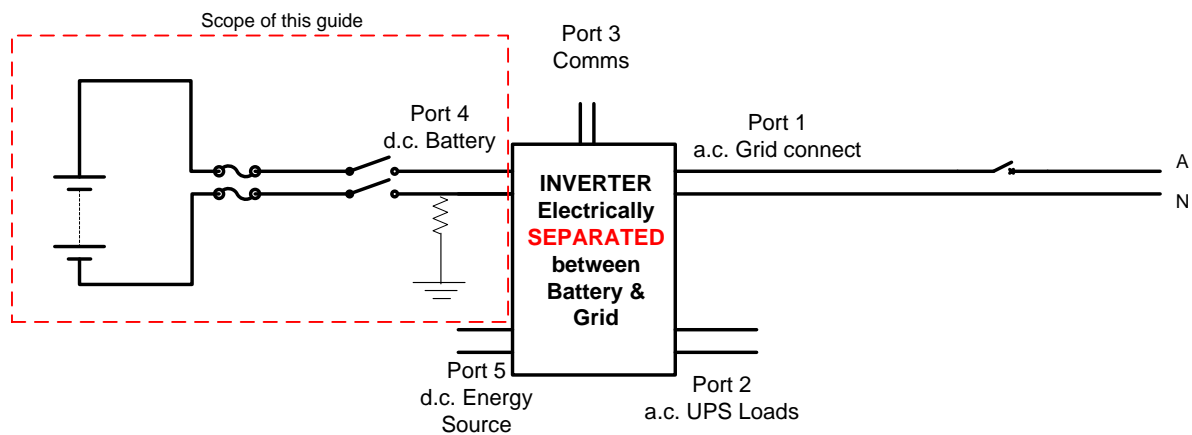 Scope of this guide
Port 3
Comms
Port 4
d.c. Battery
Port 1
a.c. Grid connect
A
N
INVERTER
Electrically
SEPARATED
between
Battery &
Grid
Port 5
d.c. Energy
Source
Port 2
a.c. UPS Loads